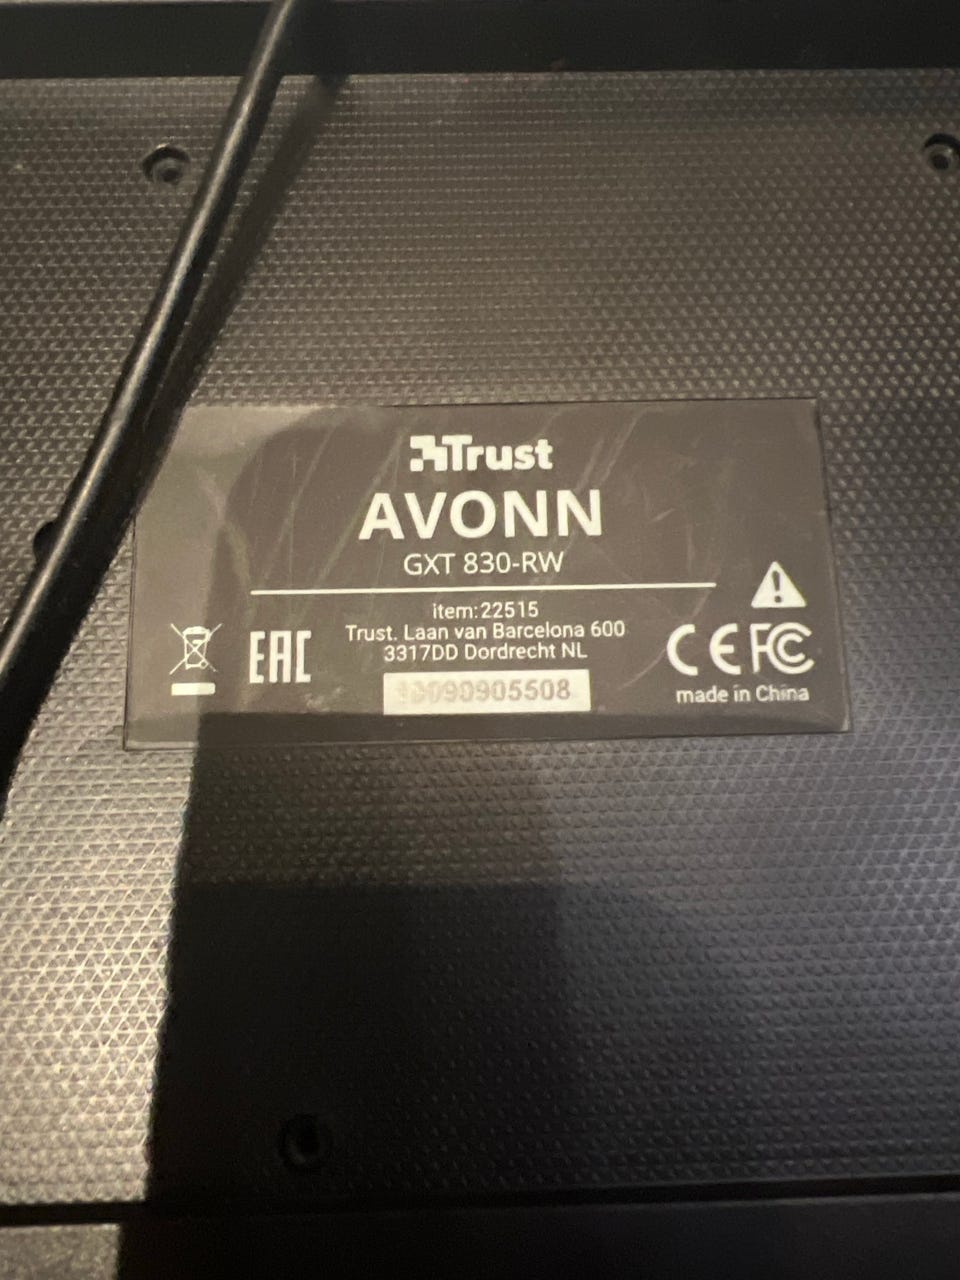 Trust
AVONN
GXT 830-RW
item:22515
Trust. Laan van Barcelona 600
3317DD Dordrecht NL
EAC
CE FC
made in China